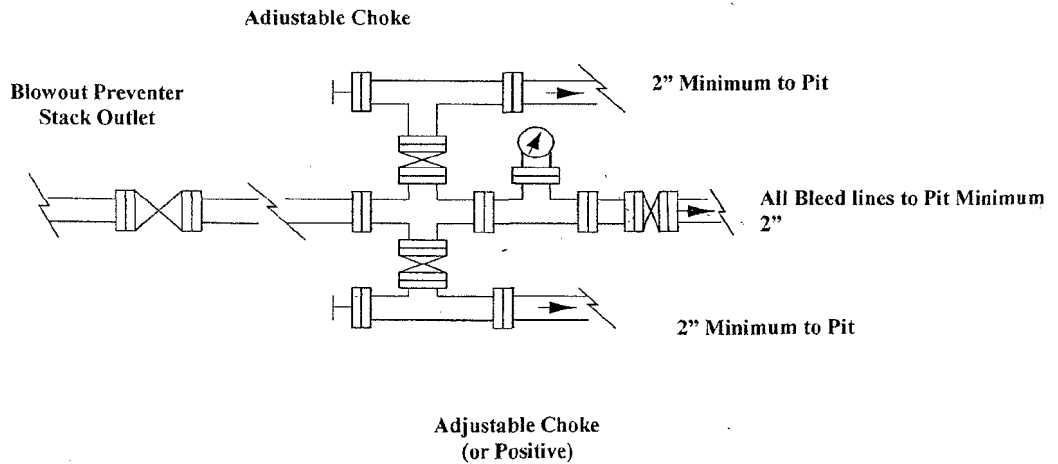 Adjustable Choke
Blowout Preventer
Stack Outlet
2” Minimum to Pit
All Bleed lines to Pit Minimum
2”
2” Minimum to Pit
Adjustable Choke
(or Positive)